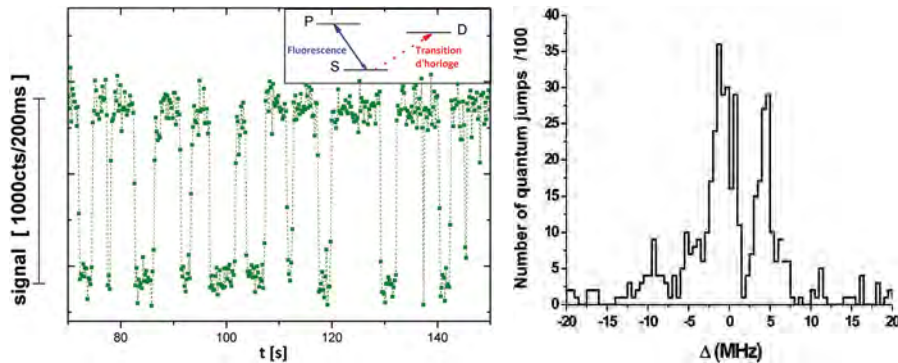 P
D
Fluorescence
Transition
d'horloge
S
signal [1000cts/200ms]
80
100
120
140
t [s]
Number of quantum jumps /100
40
35
30
25
20
15
10
5
0
-20
-15
-10
-5
0
5
10
15
20
Δ(MHz)